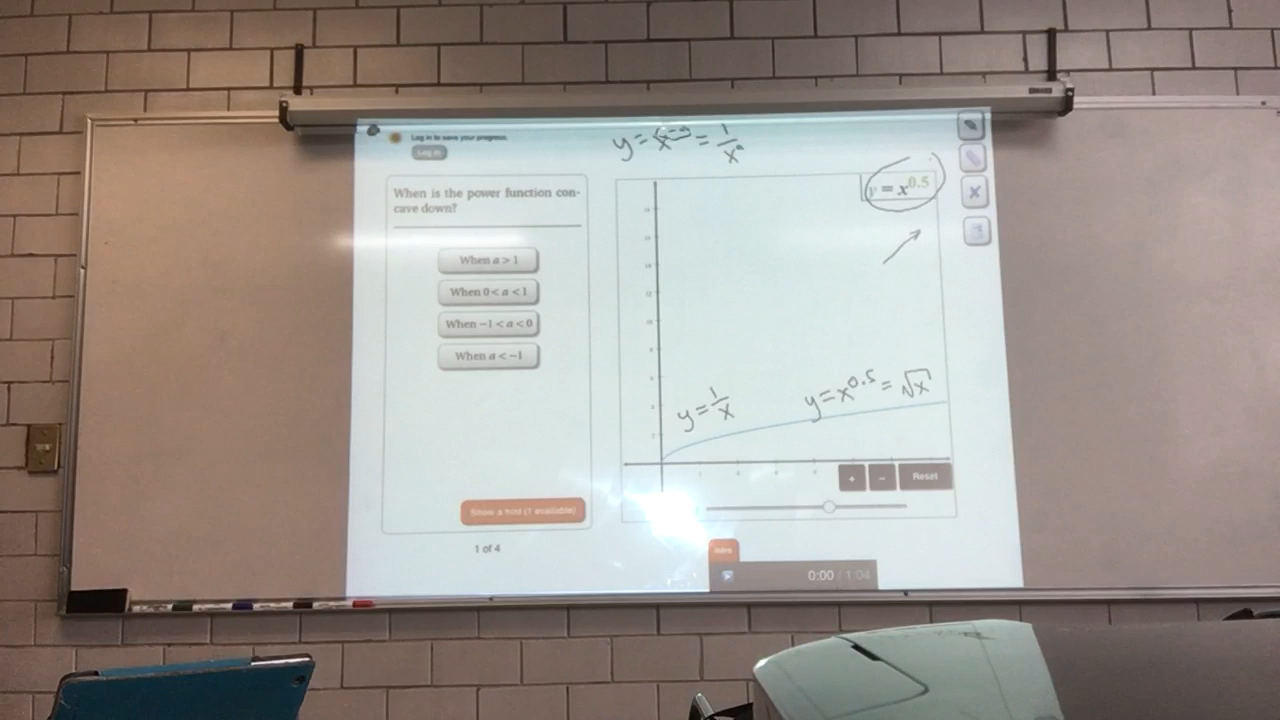 Log in to save your progress.
Log in
y = x = 1/x
When is the power function con-
cave down?
When a > 1
When 0 < a < 1
When −1 < a < 0
When a < −1
Show a hint (1 available)
1 of 4
y = x^0.5
y = 1/x
y = x^0.5 = √x
+
−
Reset
Intro
0:00 / 1:04